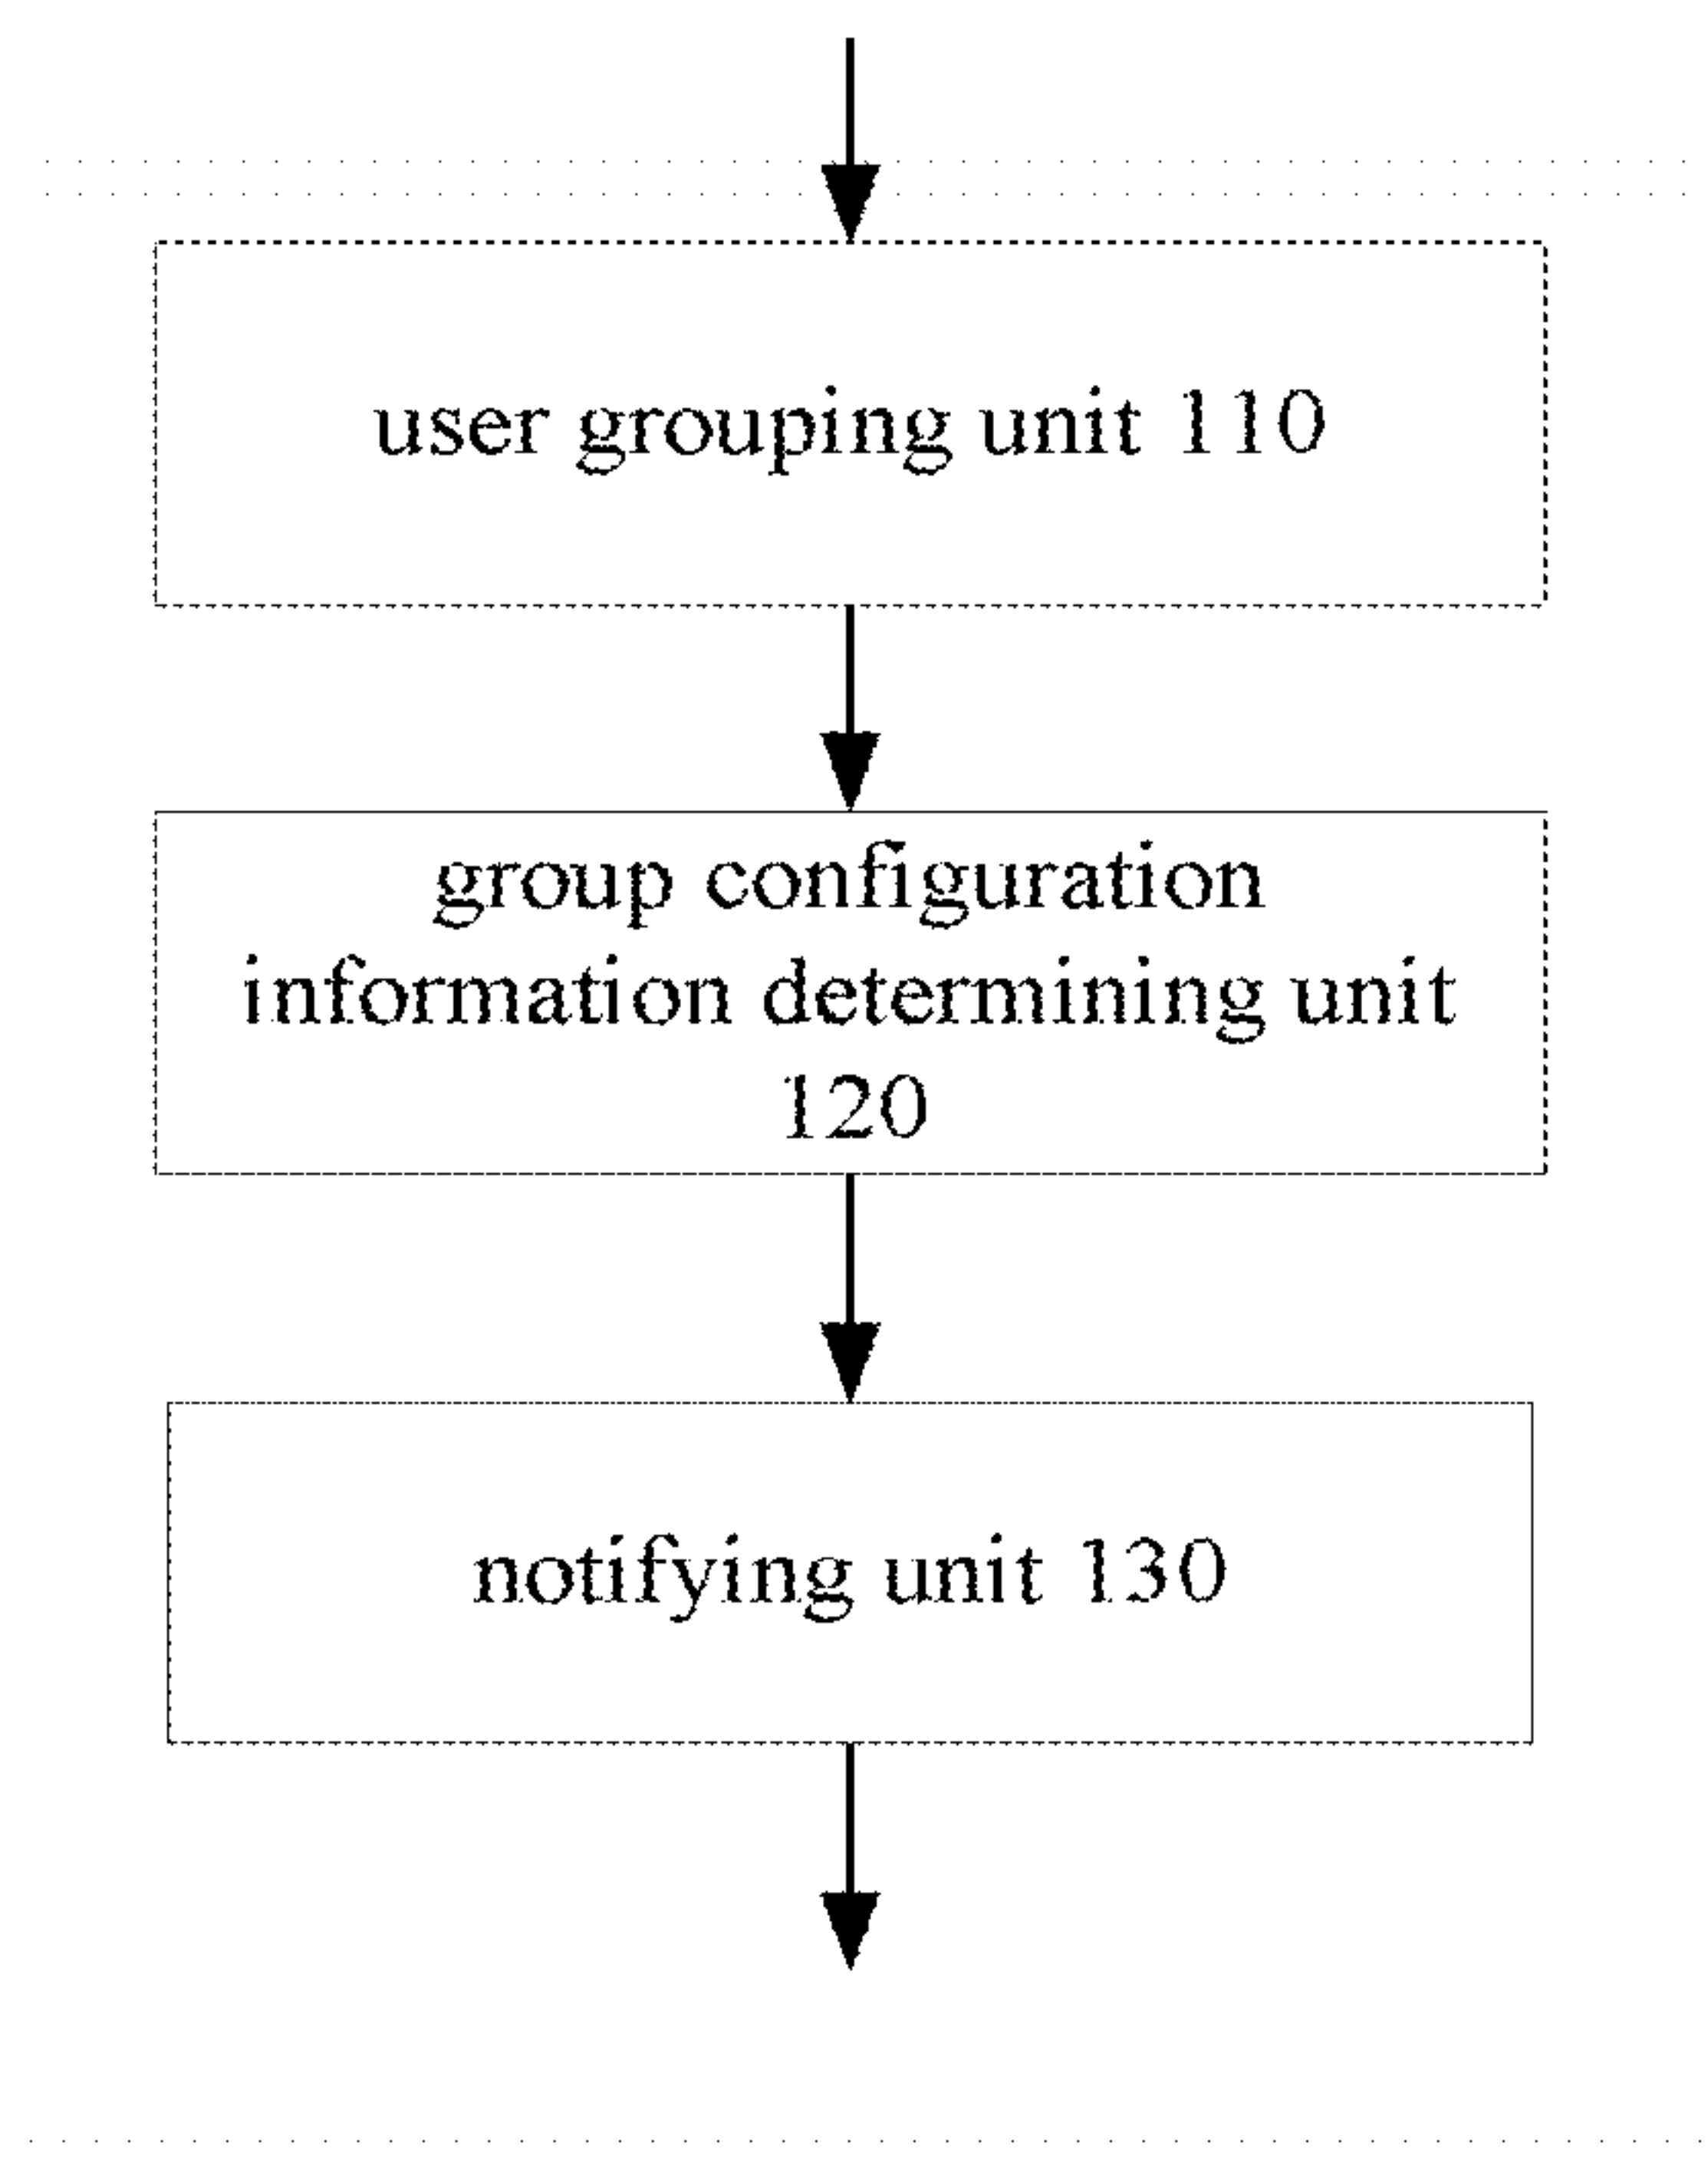 user grouping unit 110
group configuration
information determining unit
120
notifying unit 130